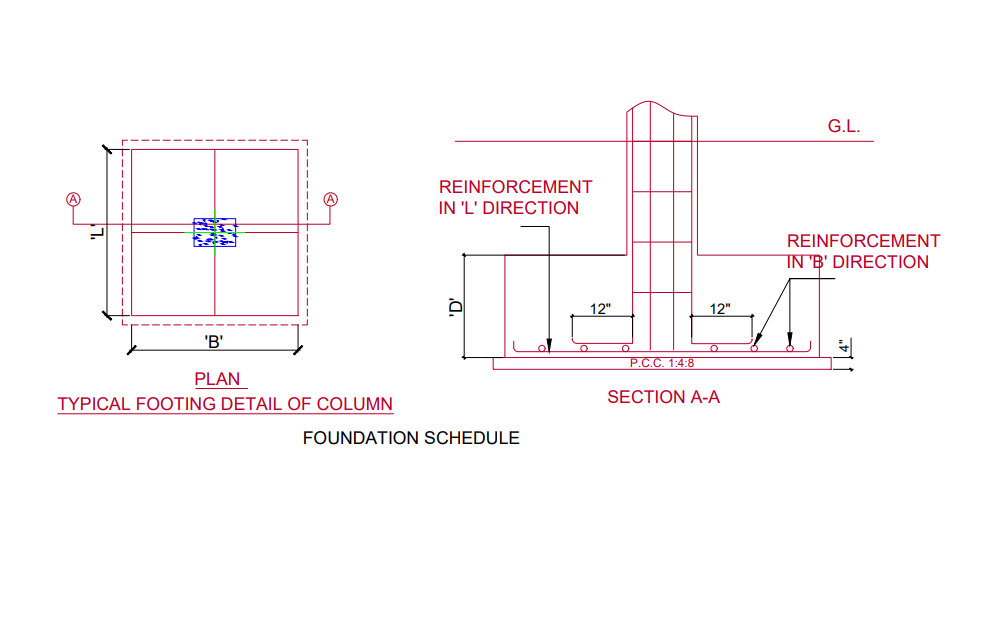 A
A
'L'
'B'
PLAN
TYPICAL FOOTING DETAIL OF COLUMN
G.L.
REINFORCEMENT
IN 'L' DIRECTION
REINFORCEMENT
IN 'B' DIRECTION
'D'
12"
12"
4"
P.C.C. 1:4:8
SECTION A-A
FOUNDATION SCHEDULE